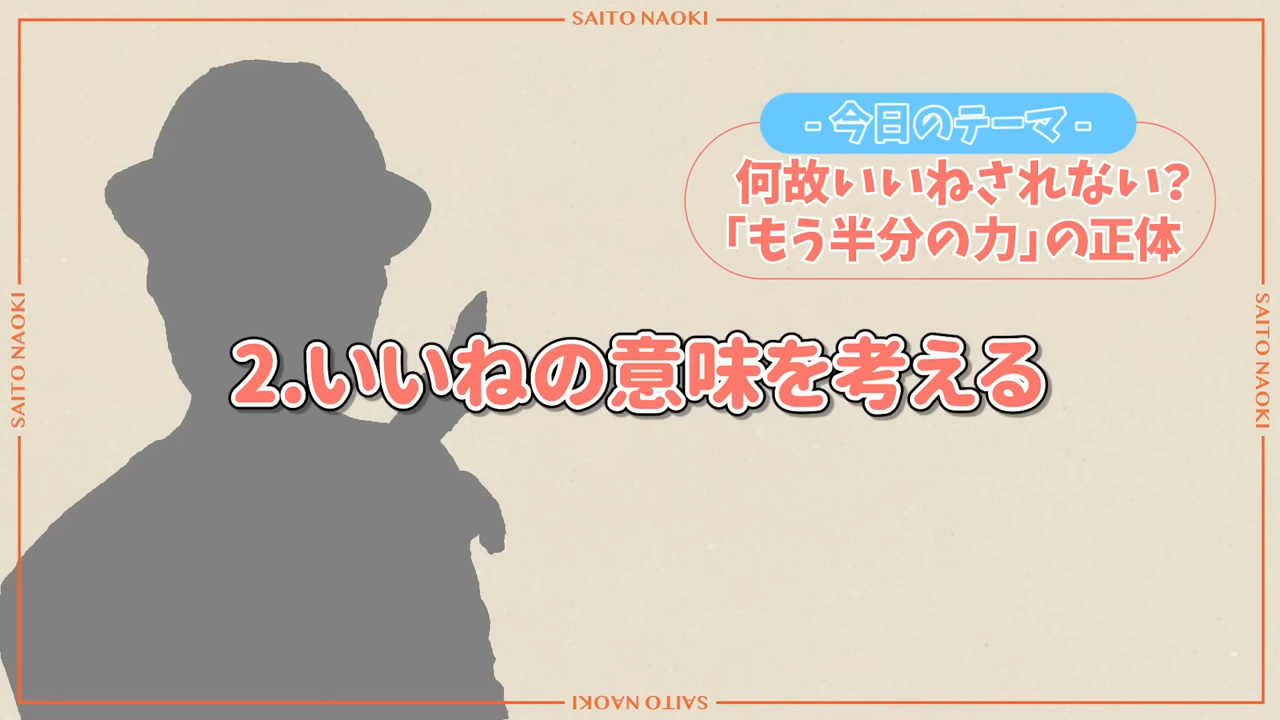 SAITO NAOKI
- 今日のテーマ -
何故いいねされない?
「もう半分の力」の正体
SAITO NAOKI
2.いいねの意味を考える
SAITO NAOKI
SAITO NAOKI